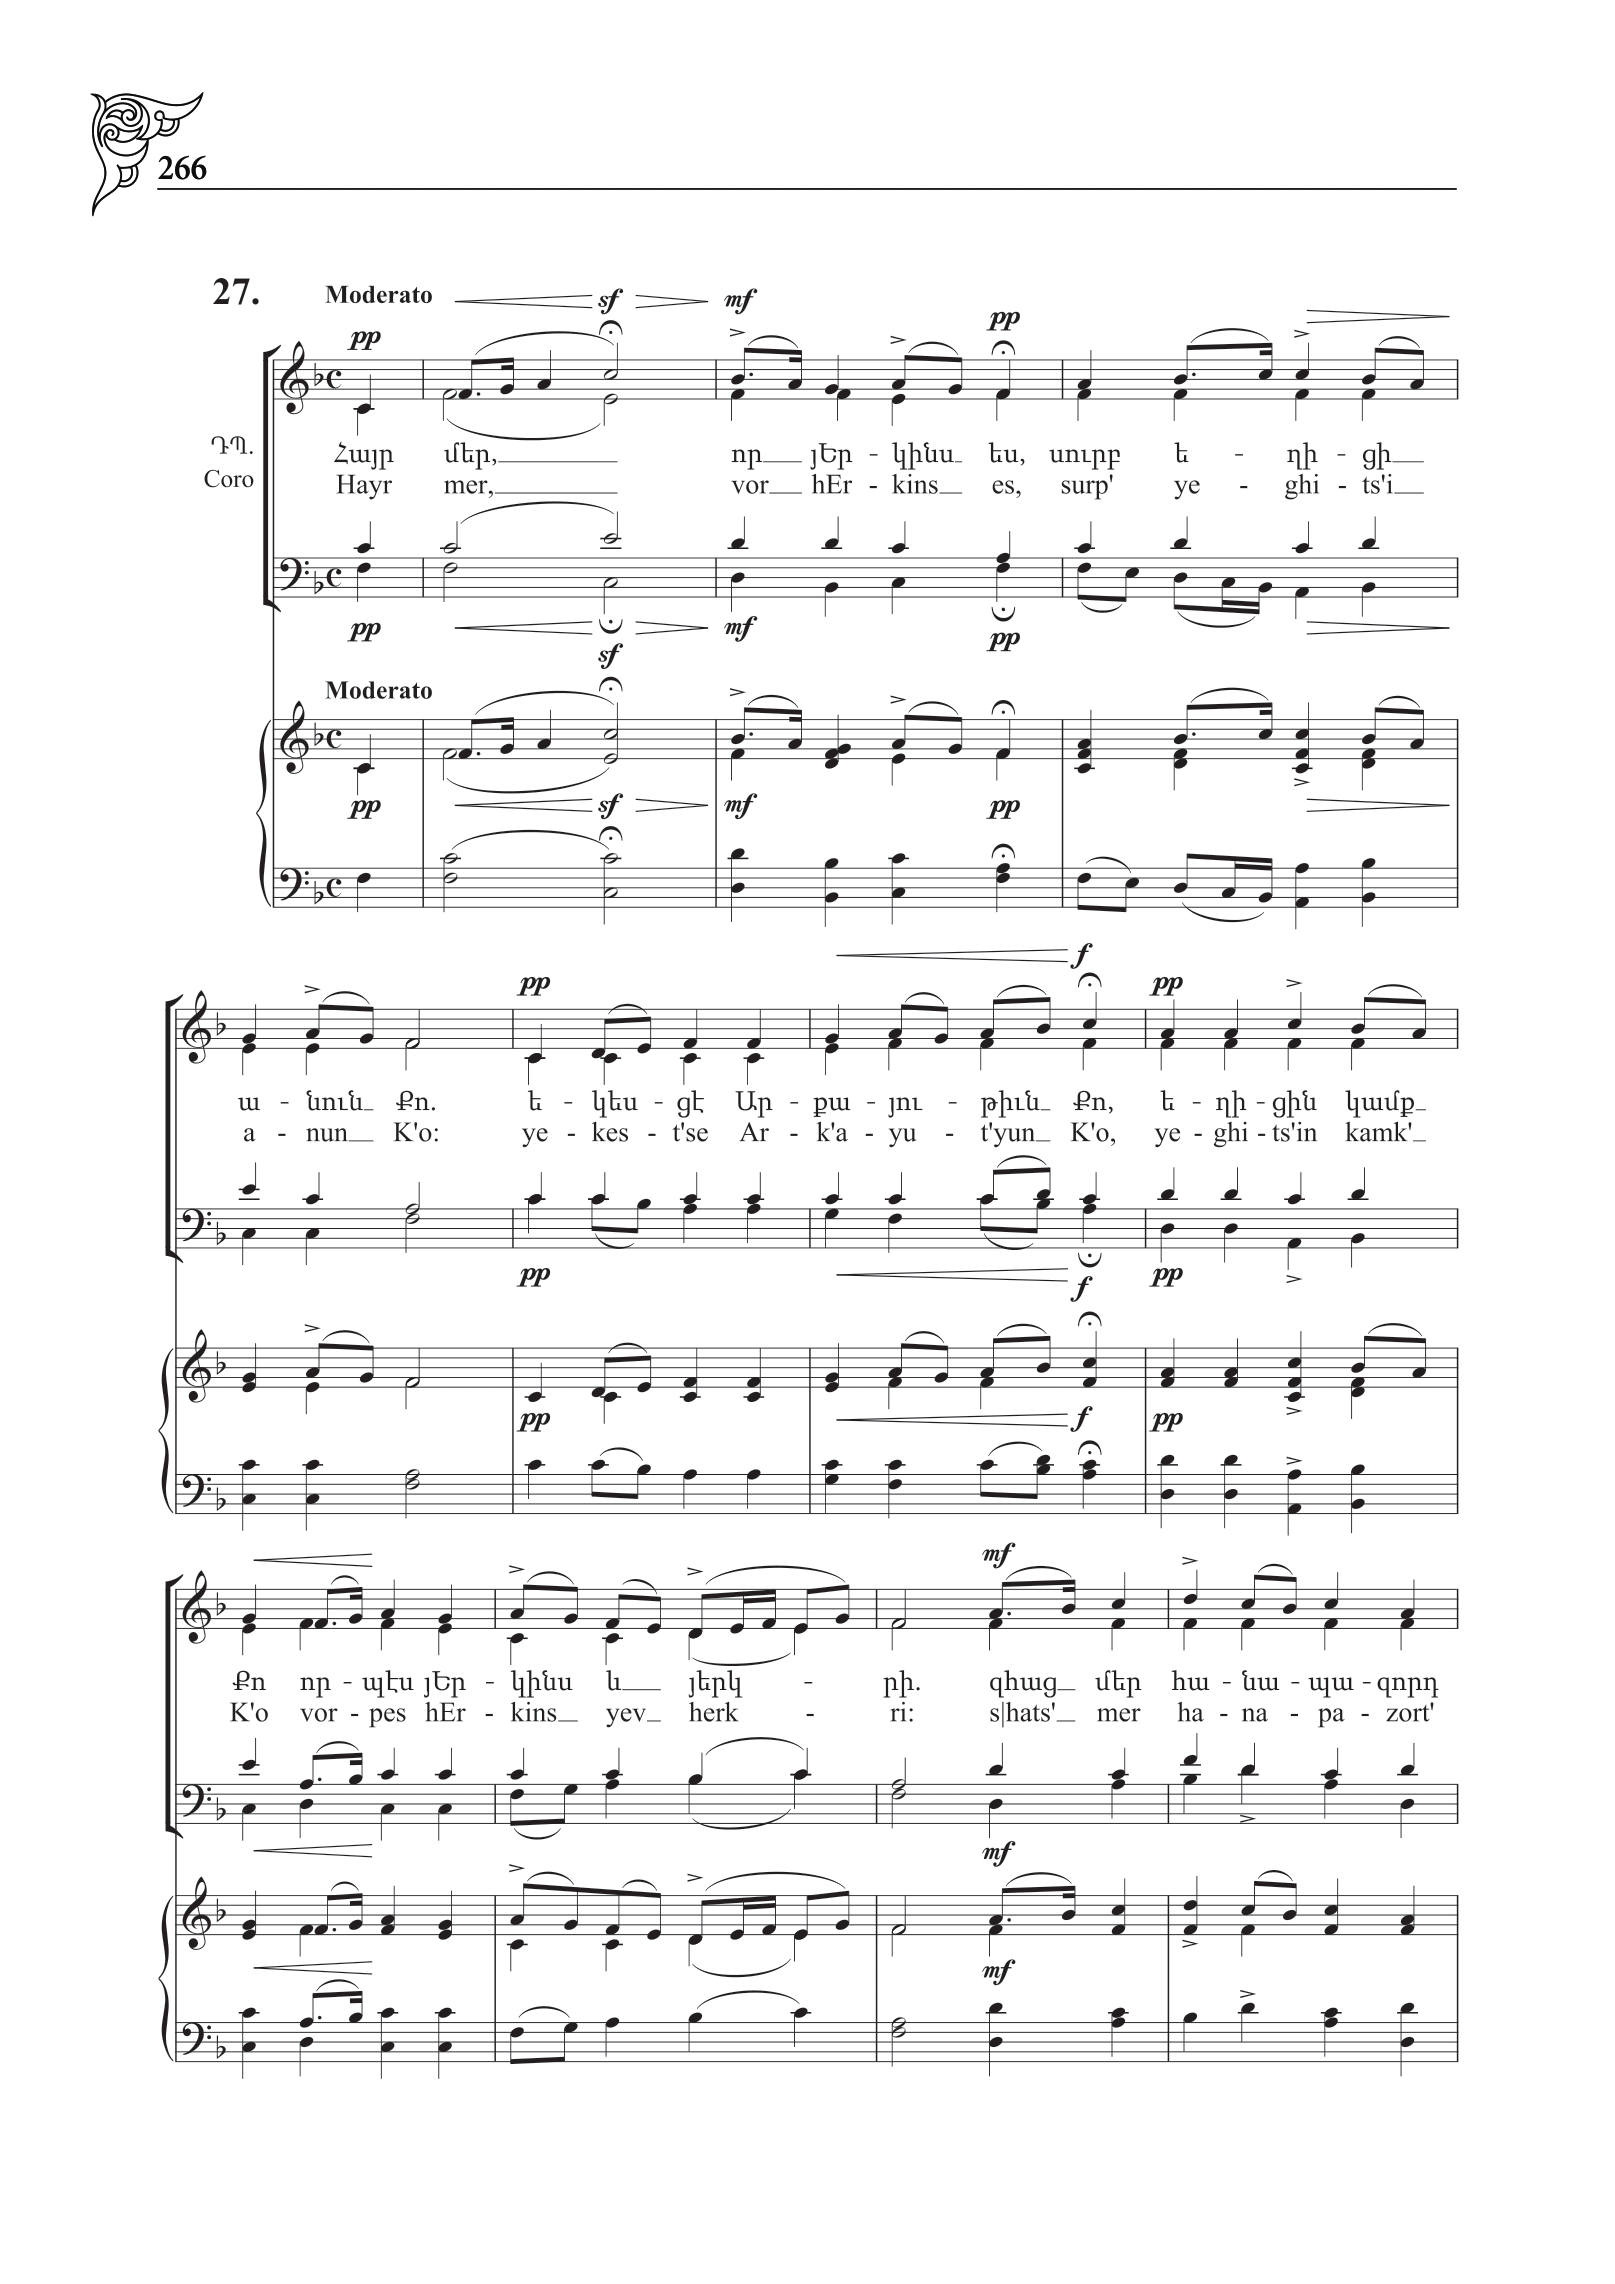 266
27.
Moderato
sf
mf
pp
pp
ԴՊ.
Coro
Հայր մեր, որ յԵր - կինս ես, սուրբ ե - ղի - ցի
Hayr mer, vor hEr - kins es, surp' ye - ghi - ts'i
pp
mf
sf
pp
Moderato
pp
sf
mf
pp
f
pp
pp
ա - նուն Քո. ե - կես - ցէ Ար - քա - յու - թիւն Քո, ե - ղի - ցին կամք
a - nun K'o: ye - kes - t'se Ar - k'a - yu - t'yun K'o, ye - ghi - ts'in kamk'
pp
f
pp
pp
f
pp
mf
Քո որ - պէս յԵր - կինս և յերկ - րի. զհաց մեր հա - նա - պա - զորդ
K'o vor - pes hEr - kins yev herk - ri: s|hats' mer ha - na - pa - zort'
mf
mf